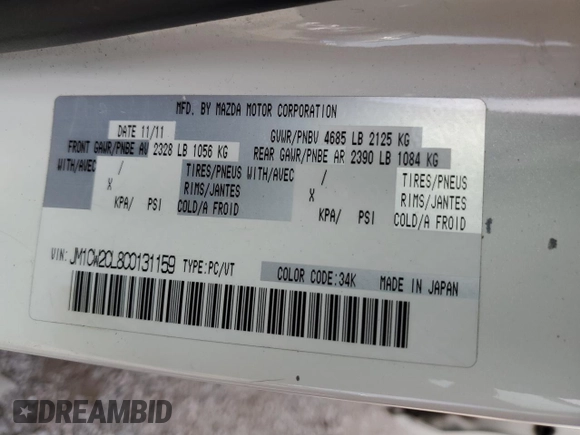 MFD. BY MAZDA MOTOR CORPORATION
DATE 11/11 GVWR/PNBV 4685 LB 2125 KG
FRONT GAWR/PNBE AV 2328 LB 1056 KG REAR GAWR/PNBE AR 2390 LB 1084 KG
WITH/AVEC / TIRES/PNEUS WITH/AVEC / TIRES/PNEUS
X RIMS/JANTES X RIMS/JANTES
KPA/ PSI COLD/A FROID KPA/ PSI COLD/A FROID
VIN: JM1CW2CL8C0131159 TYPE:PC/VT COLOR CODE:34K MADE IN JAPAN
DREAMBID